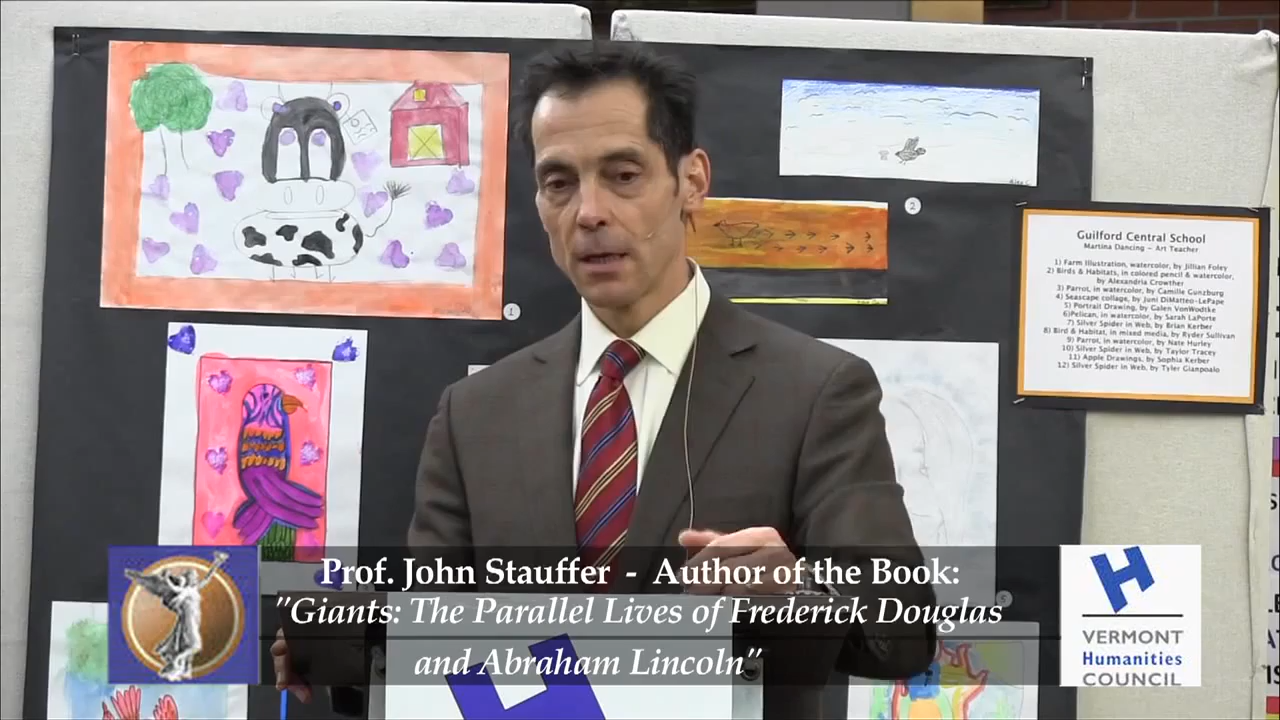 1
2
Guilford Central School
Martina Dancing - Art Teacher
1) Farm Illustration, watercolor, by Jillian Foley
2) Birds & Habitats, in colored pencil & watercolor,
by Alexandria Crowther
3) Parrot, in watercolor, by Camille Gunzburg
4) Seascape collage, by Juni DiMatteo-LePape
5) Portrait Drawing, by Galen VonWodtke
6)Pelican, in watercolor, by Sarah LaPorte
7) Silver Spider in Web, by Brian Kerber
8) Bird & Habitat, in mixed media, by Ryder Sullivan
9) Parrot, in watercolor, by Nate Hurley
10) Silver Spider in Web, by Taylor Tracey
11) Apple Drawings, by Sophia Kerber
12) Silver Spider in Web, by Tyler Gianpoalo
Prof. John Stauffer - Author of the Book:
"Giants: The Parallel Lives of Frederick Douglas
and Abraham Lincoln"
H
VERMONT
Humanities
COUNCIL
H